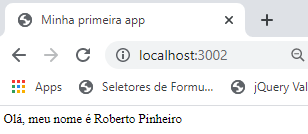 Minha primeira app
localhost:3002
Apps Seletores de Formu... jQuery Val
Olá, meu nome é Roberto Pinheiro